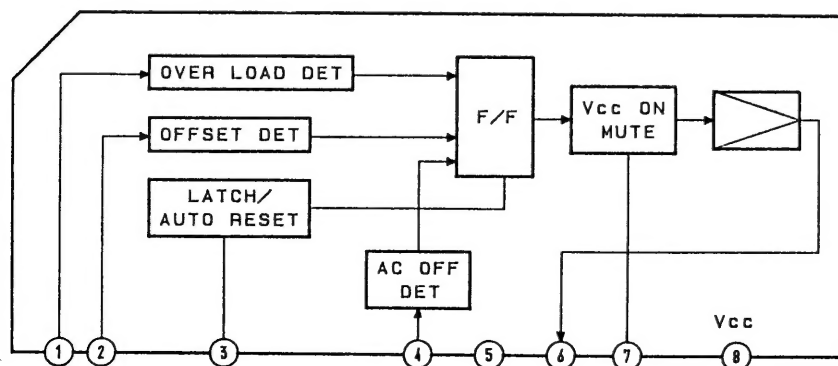 OVER LOAD DET
OFFSET DET
LATCH/
AUTO RESET
F/F
Vcc ON
MUTE
AC OFF
DET
Vcc
1 2 3 4 5 6 7 8